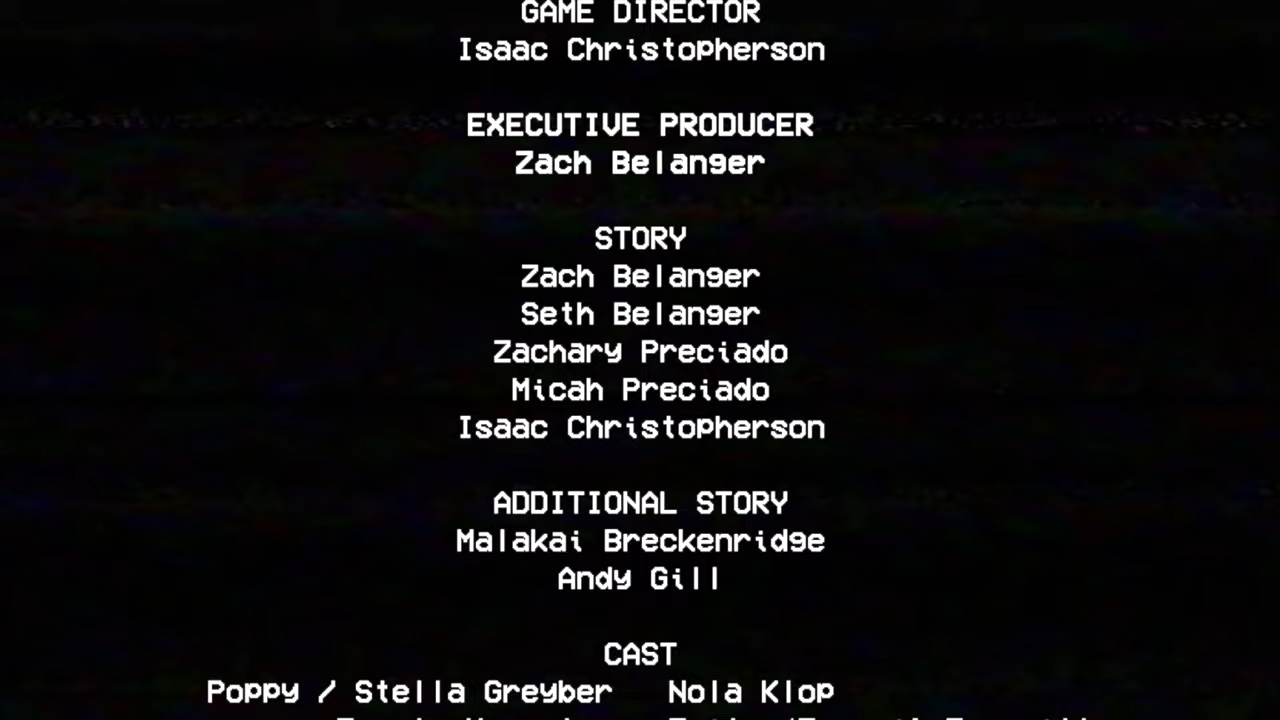 GAME DIRECTOR
Isaac Christopherson
EXECUTIVE PRODUCER
Zach Belanger
STORY
Zach Belanger
Seth Belanger
Zachary Preciado
Micah Preciado
Isaac Christopherson
ADDITIONAL STORY
Malakai Breckenridge
Andy Gill
CAST
Poppy / Stella Greyber Nola Klop